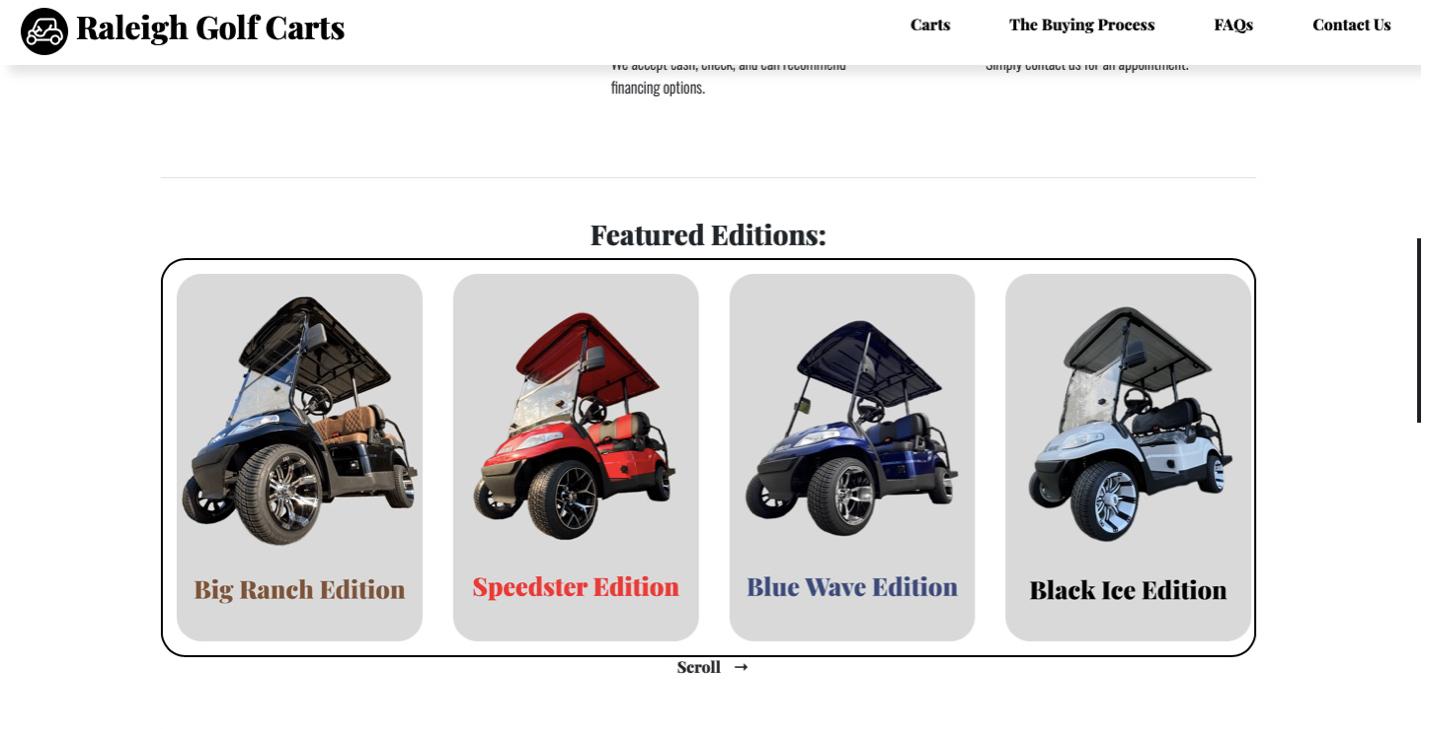 Raleigh Golf Carts
Carts
The Buying Process
FAQs
Contact Us
We accept cash, check, and can recommend
financing options.
Simply contact us for an appointment.
Featured Editions:
Big Ranch Edition
Speedster Edition
Blue Wave Edition
Black Ice Edition
Scroll →